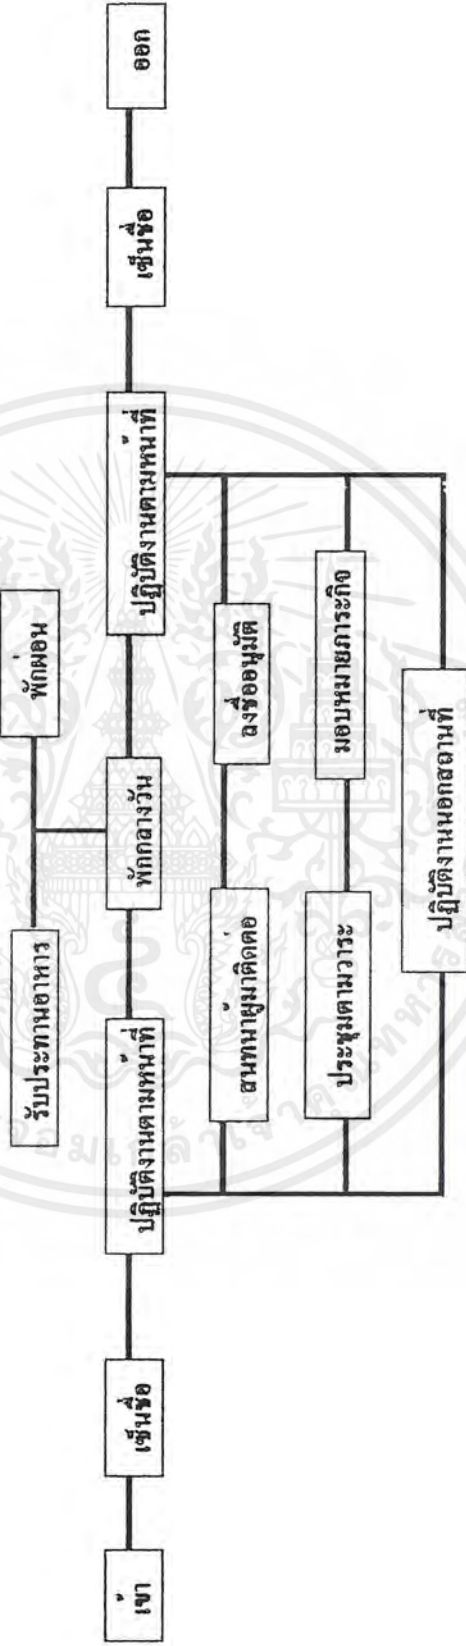 เข้า
เซ็นชื่อ
ปฏิบัติงานตามหน้าที่
พักกลางวัน
รับประทานอาหาร
พักผ่อน
ปฏิบัติงานตามหน้าที่
เซ็นชื่อ
ออก
สนทนาผู้มาติดต่อ
ลงชื่ออนุมัติ
ประชุมตามวาระ
มอบหมายภาระกิจ
ปฏิบัติงานนอกสถานที่